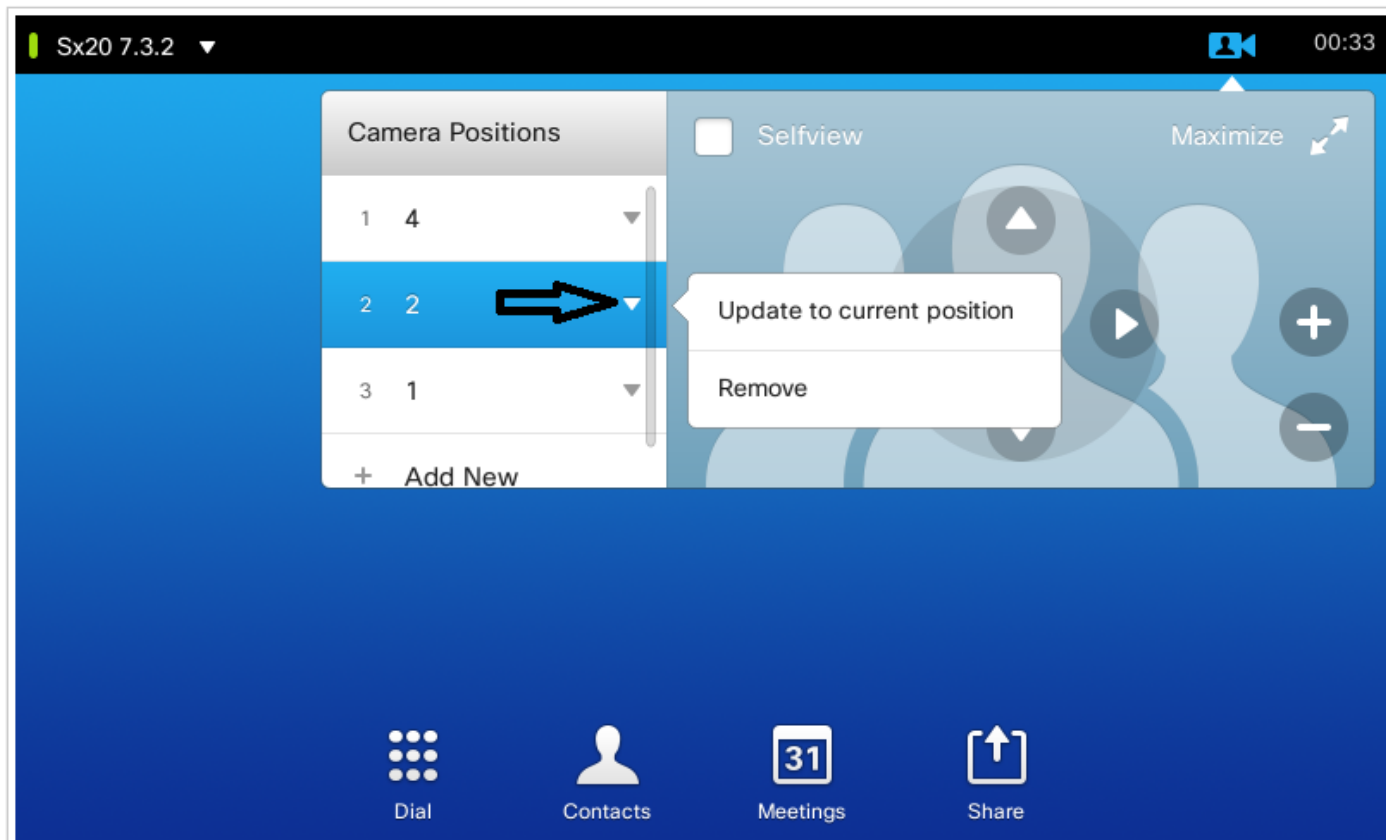 Sx20 7.3.2
00:33
Camera Positions
Selfview
Maximize
1 4
2 2
Update to current position
3 1
Remove
+ Add New
31
Dial
Contacts
Meetings
Share